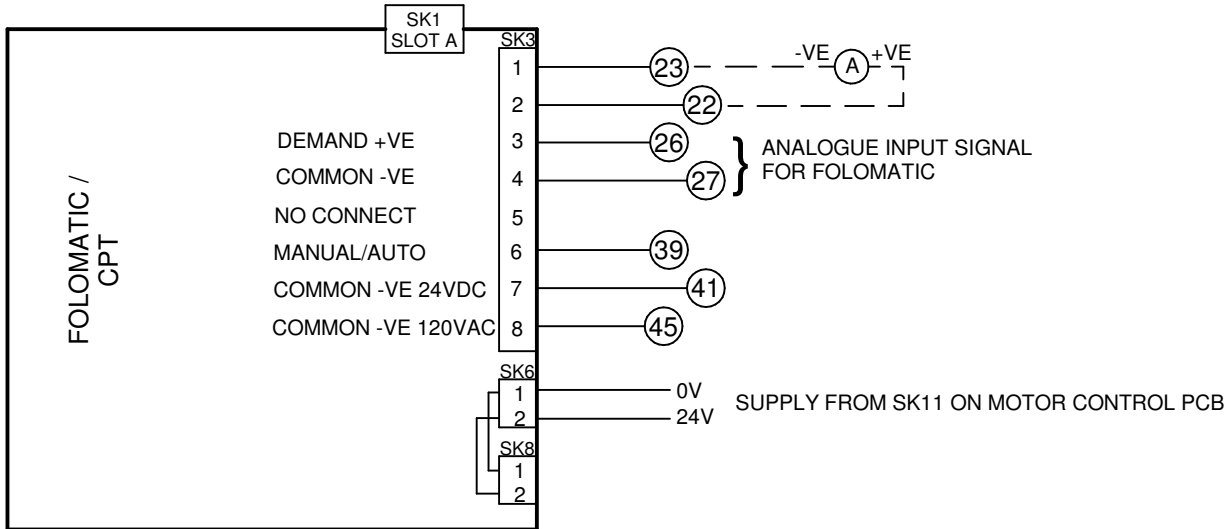 SK1
SLOT A
SK3
1
23
-VE
A
+VE
2
22
DEMAND +VE
3
26
ANALOGUE INPUT SIGNAL
FOR FOLOMATIC
COMMON -VE
4
27
NO CONNECT
5
MANUAL/AUTO
6
39
COMMON -VE 24VDC
7
41
COMMON -VE 120VAC
8
45
FOLOMATIC /
CPT
SK6
1
0V
2
24V
SUPPLY FROM SK11 ON MOTOR CONTROL PCB
SK8
1
2